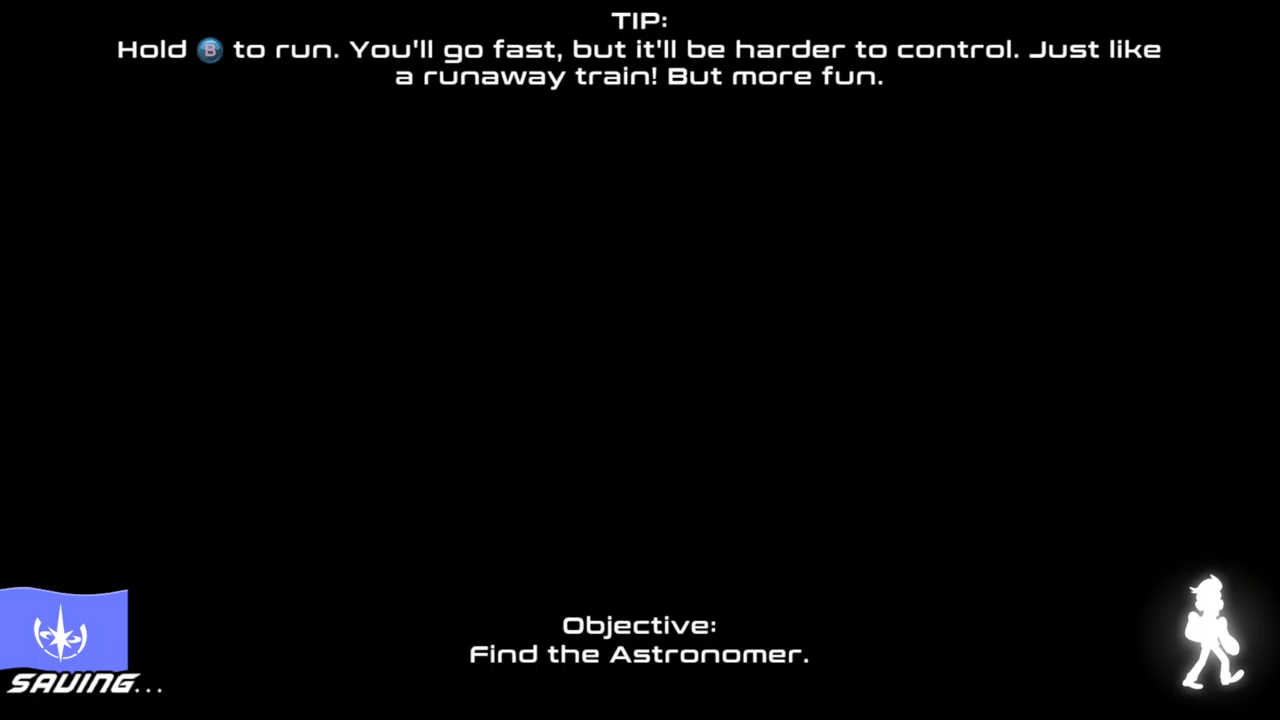 TIP:
Hold B to run. You'll go fast, but it'll be harder to control. Just like
a runaway train! But more fun.
Objective:
Find the Astronomer.
SAVING...